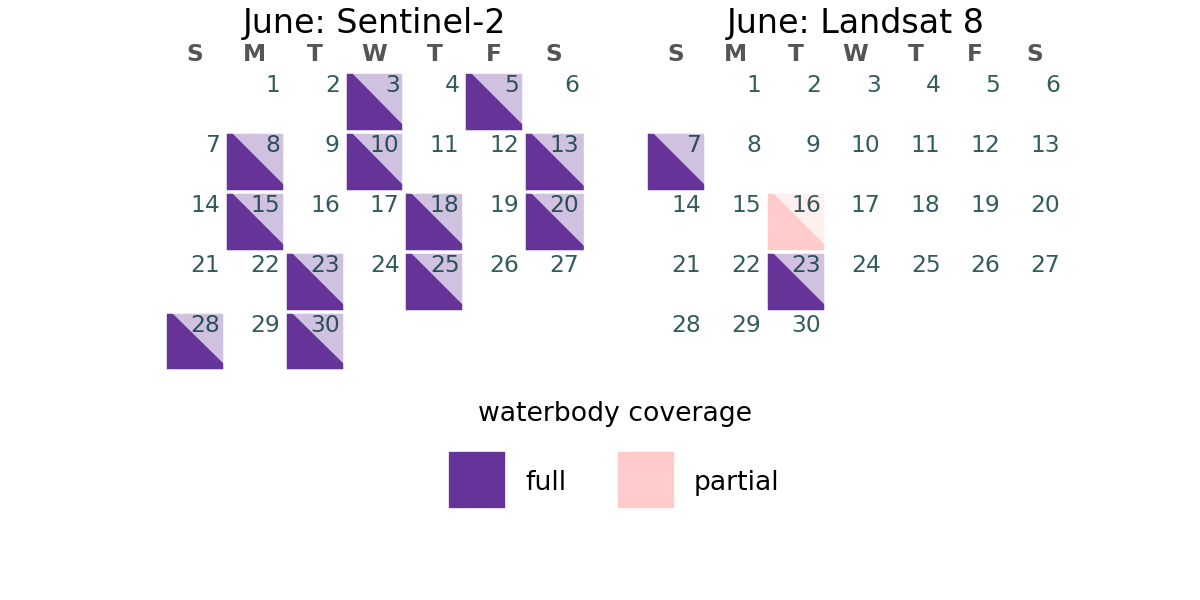 June: Sentinel-2
S M T W T F S
1 2 3 4 5 6
7 8 9 10 11 12 13
14 15 16 17 18 19 20
21 22 23 24 25 26 27
28 29 30
June: Landsat 8
S M T W T F S
1 2 3 4 5 6
7 8 9 10 11 12 13
14 15 16 17 18 19 20
21 22 23 24 25 26 27
28 29 30
waterbody coverage
full partial